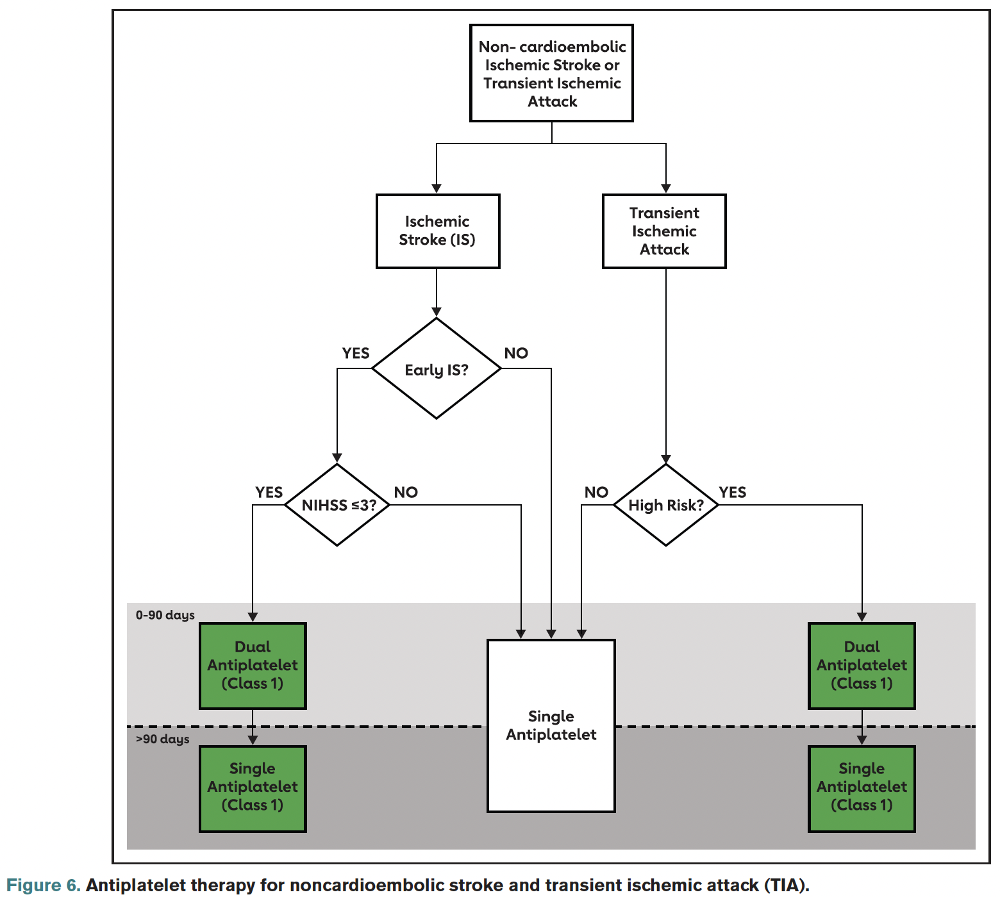 Non- cardioembolic
Ischemic Stroke or
Transient Ischemic
Attack
Ischemic
Stroke (IS)
Transient
Ischemic
Attack
YES
NO
Early IS?
YES
NO
NIHSS ≤3?
NO
YES
High Risk?
0-90 days
Dual
Antiplatelet
(Class 1)
Dual
Antiplatelet
(Class 1)
Single
Antiplatelet
>90 days
Single
Antiplatelet
(Class 1)
Single
Antiplatelet
(Class 1)
Figure 6. Antiplatelet therapy for noncardioembolic stroke and transient ischemic attack (TIA).